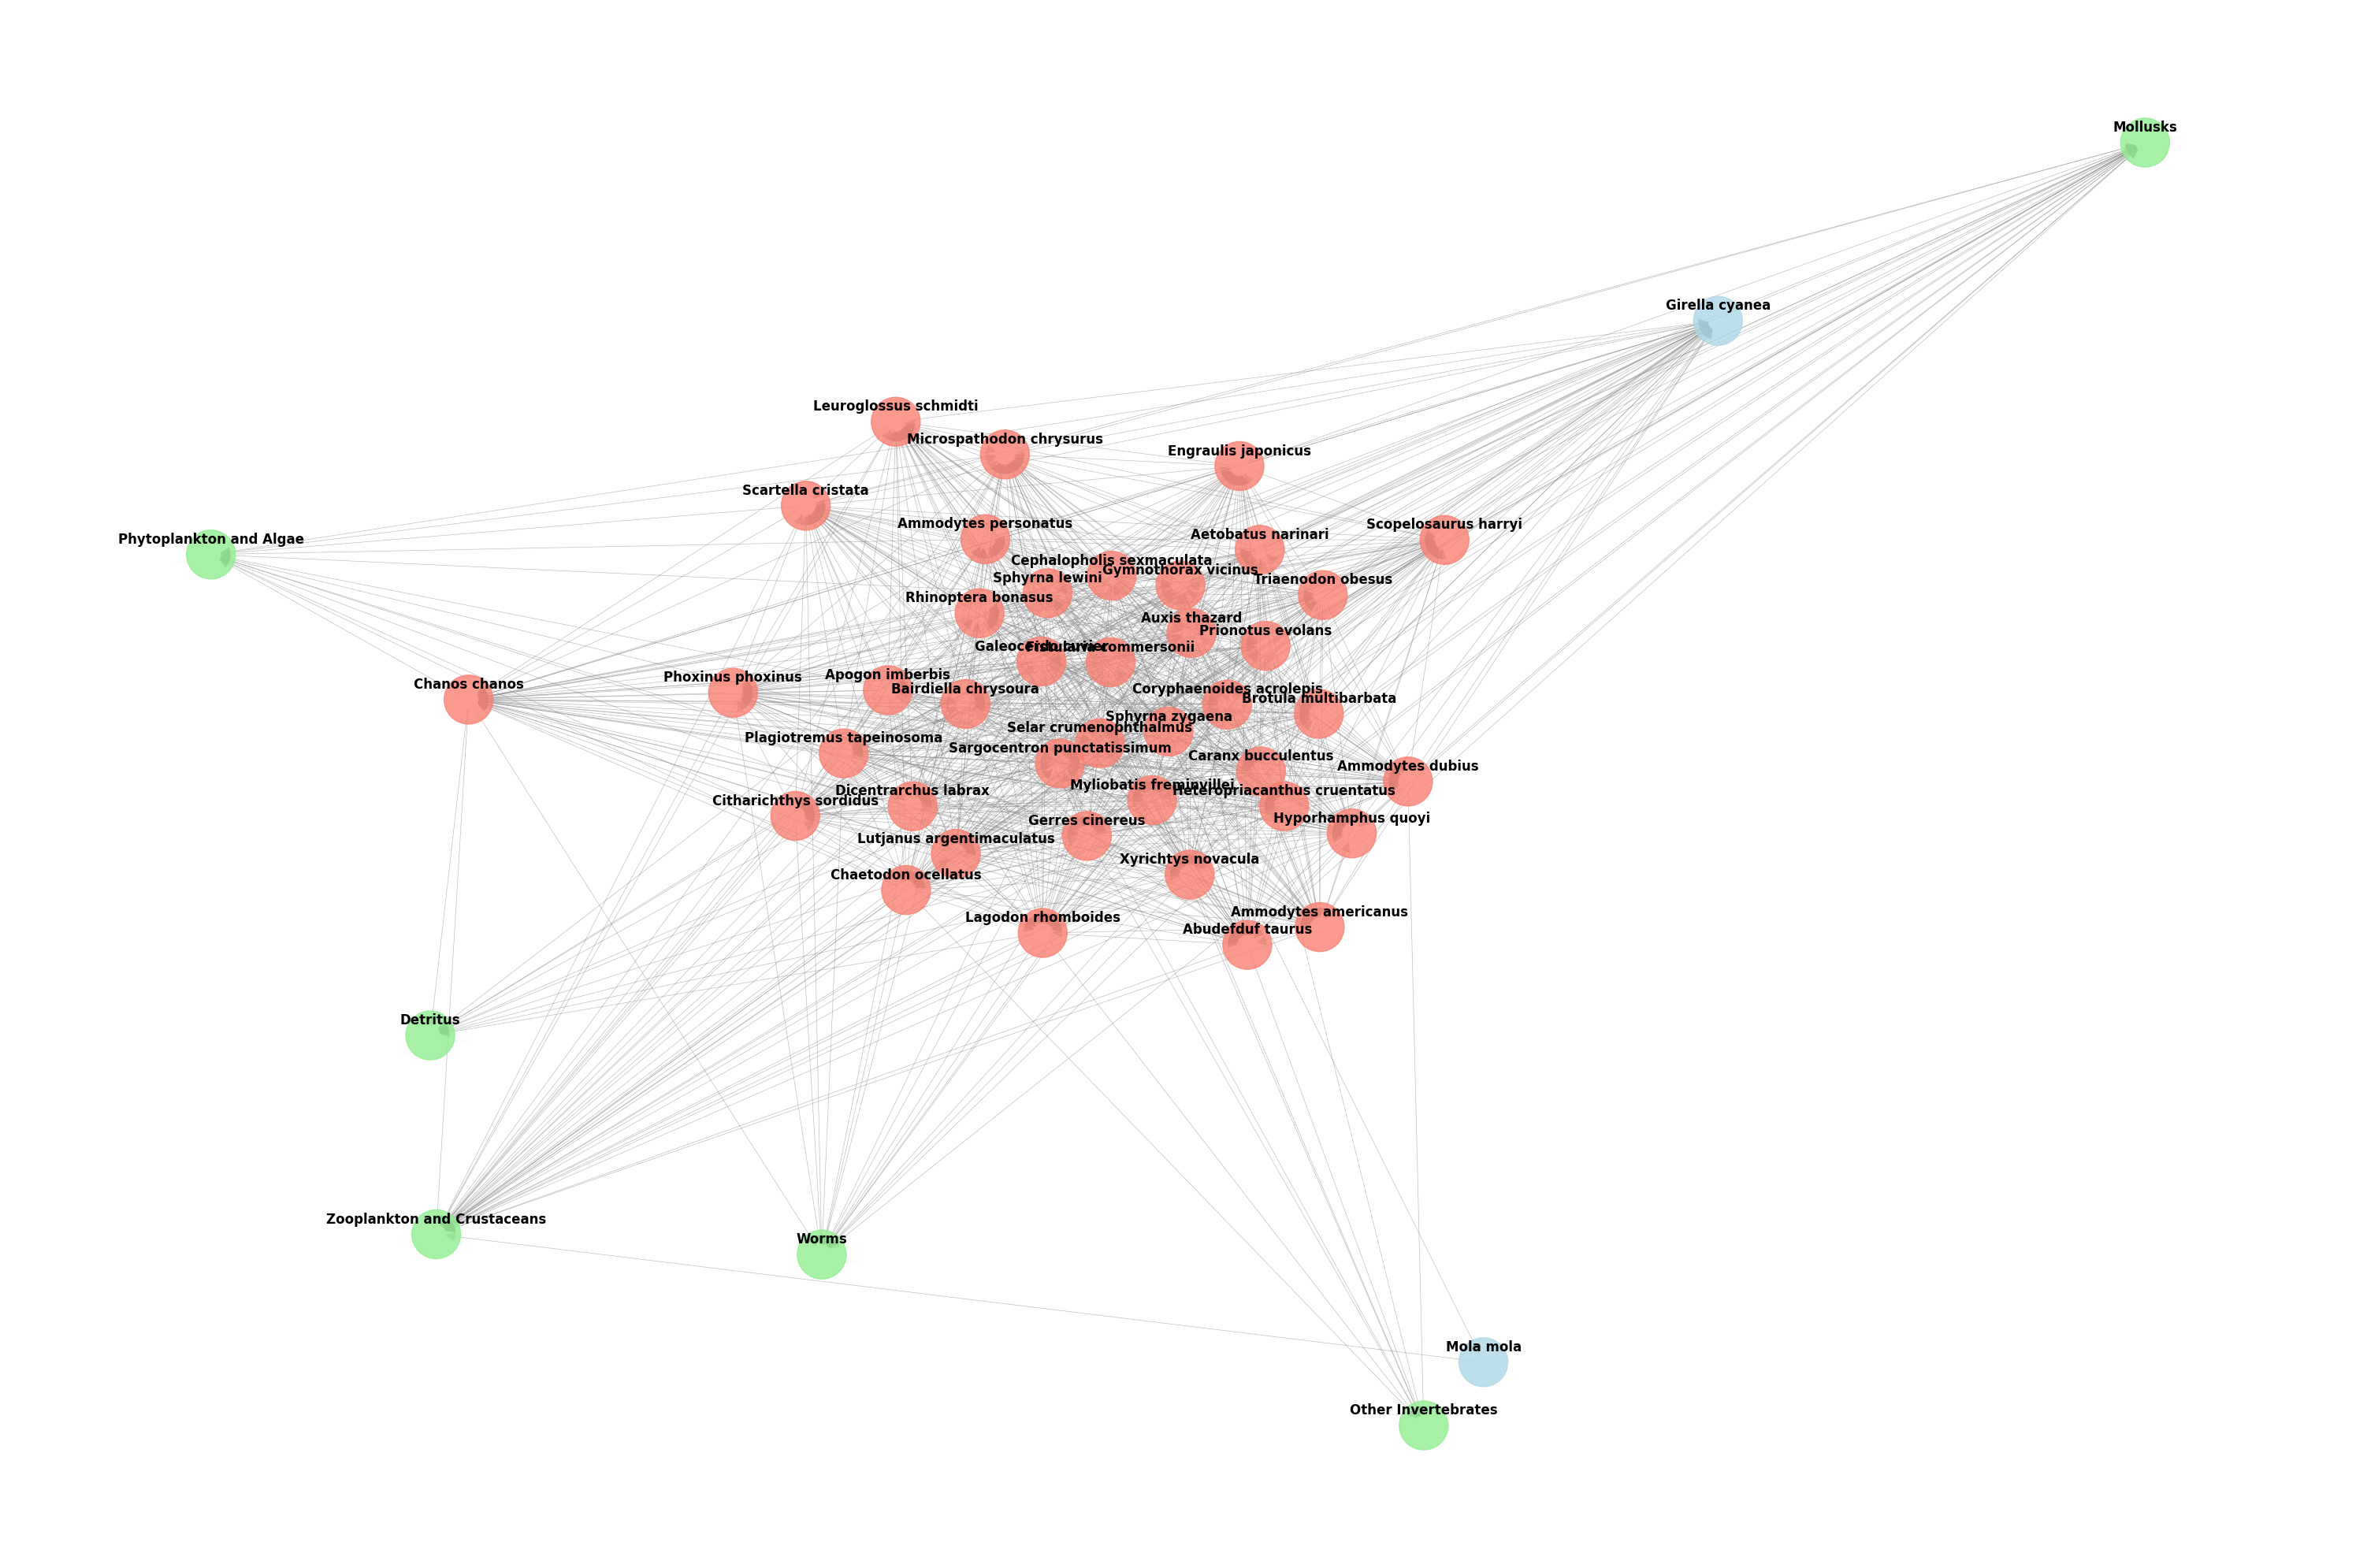 Mollusks
Girella cyanea
Leuroglossus schmidti
Microspathodon chrysurus
Engraulis japonicus
Scartella cristata
Ammodytes personatus
Scopelosaurus harryi
Aetobatus narinari
Phytoplankton and Algae
Cephalopholis sexmaculata
Gymnothorax vicinus
Sphyrna lewini
Triaenodon obesus
Rhinoptera bonasus
Auxis thazard
Prionotus evolans
Galeocerdo cuvier
Fistularia commersonii
Apogon imberbis
Phoxinus phoxinus
Chanos chanos
Bairdiella chrysoura
Coryphaenoides acrolepis
Brotula multibarbata
Sphyrna zygaena
Selar crumenophthalmus
Plagiotremus tapeinosoma
Sargocentron punctatissimum
Caranx bucculentus
Ammodytes dubius
Myliobatis freminvillei
Dicentrarchus labrax
Heteropriacanthus cruentatus
Citharichthys sordidus
Hyporhamphus quoyi
Gerres cinereus
Lutjanus argentimaculatus
Xyrichtys novacula
Chaetodon ocellatus
Ammodytes americanus
Lagodon rhomboides
Abudefduf taurus
Detritus
Zooplankton and Crustaceans
Worms
Mola mola
Other Invertebrates